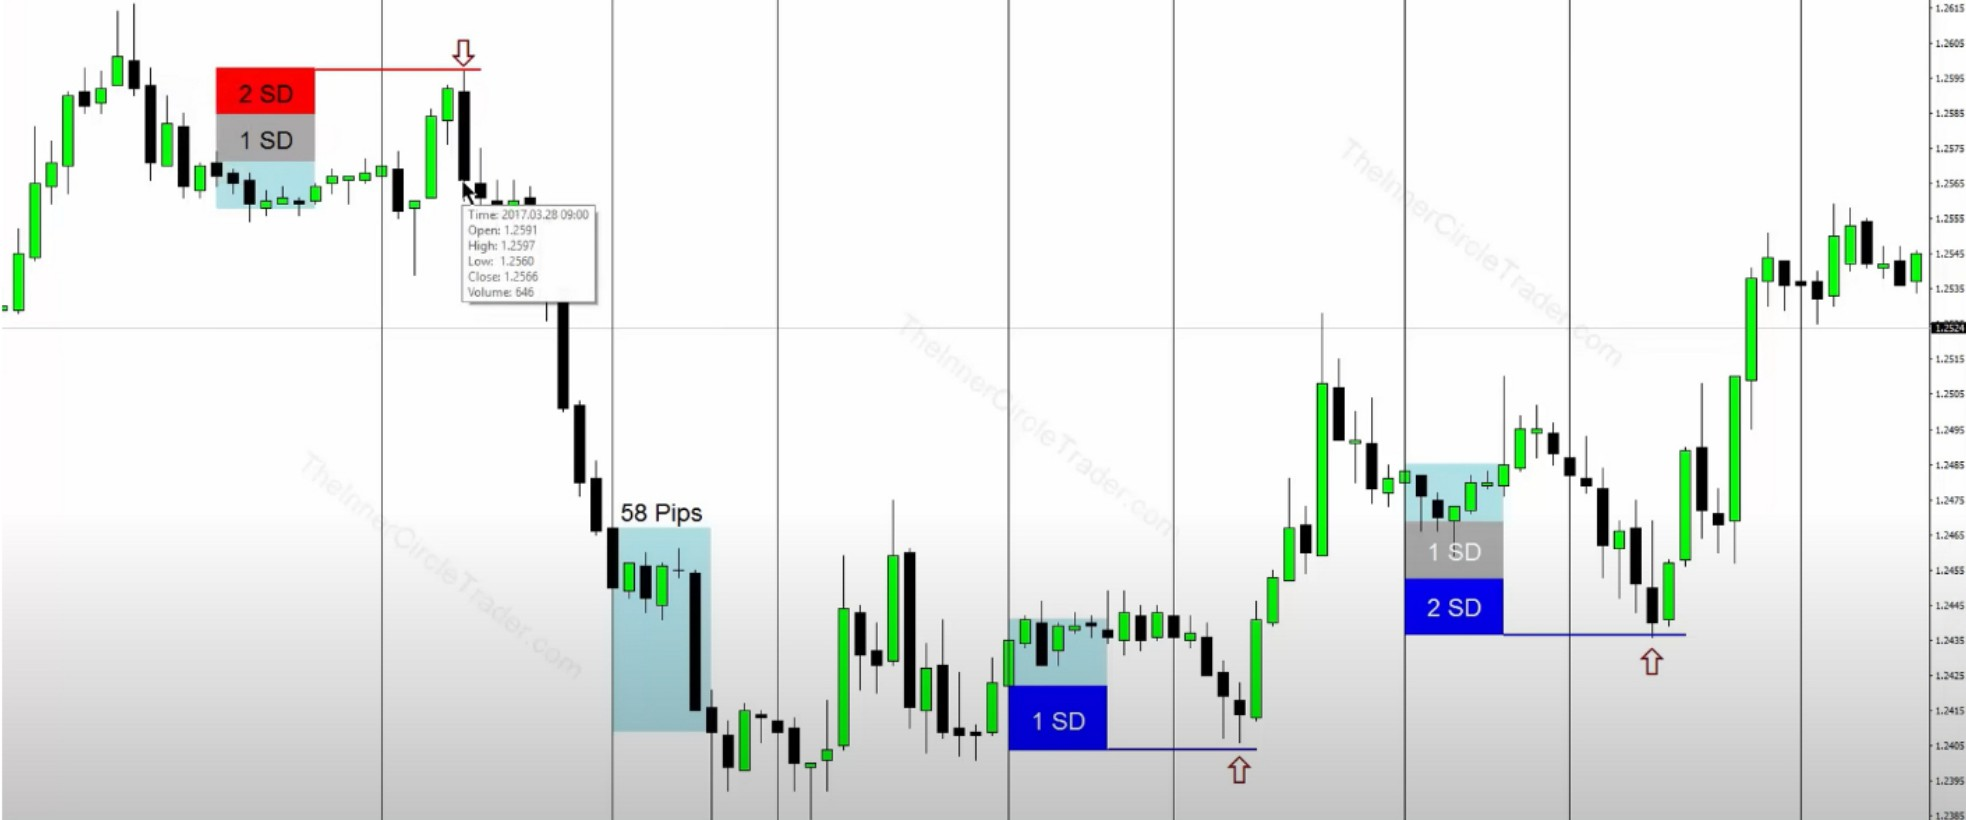 2 SD
1 SD
Time: 2017.03.28 09:00
Open: 1.2591
High: 1.2597
Low: 1.2560
Close: 1.2566
Volume: 646
58 Pips
1 SD
1 SD
2 SD
TheInnerCircleTrader.com
TheInnerCircleTrader.com
TheInnerCircleTrader.com
1.2615
1.2605
1.2595
1.2585
1.2575
1.2565
1.2555
1.2545
1.2535
1.2524
1.2515
1.2505
1.2495
1.2485
1.2475
1.2465
1.2455
1.2445
1.2435
1.2425
1.2415
1.2405
1.2395
1.2385